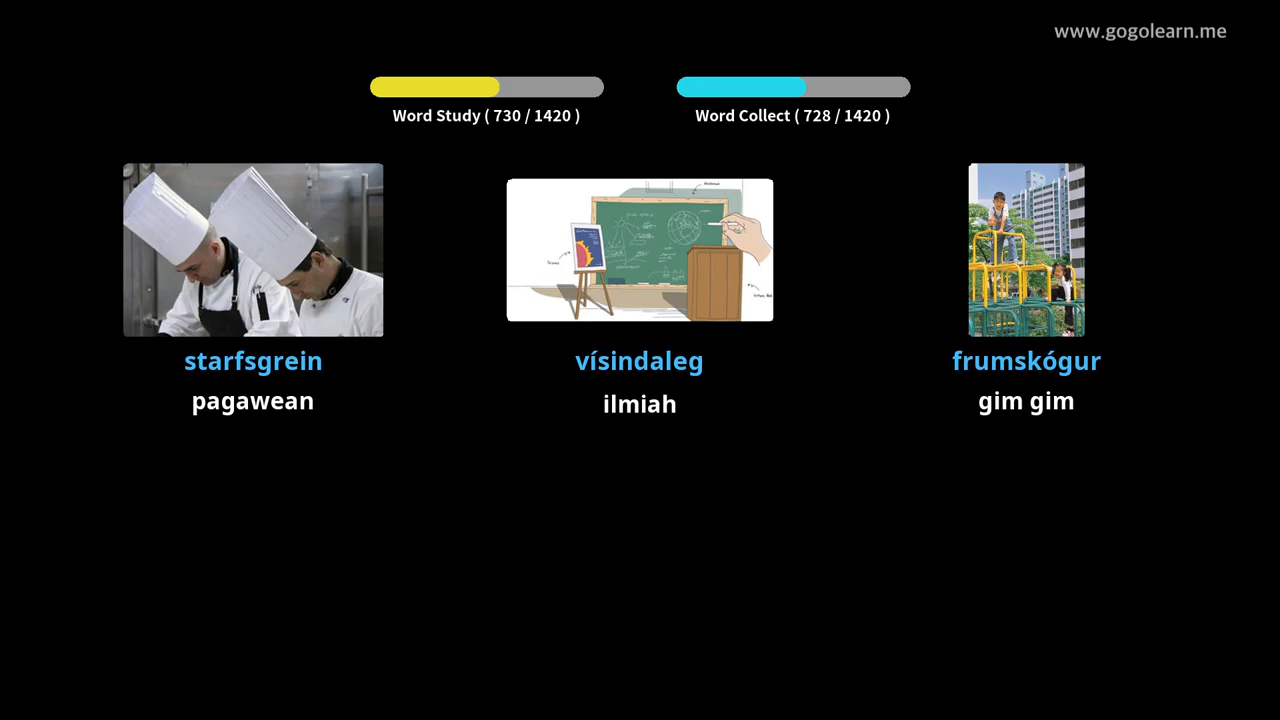 www.gogolearn.me
Word Study ( 730 / 1420 )
Word Collect ( 728 / 1420 )
starfsgrein
vísindaleg
frumskógur
pagawean
ilmiah
gim gim